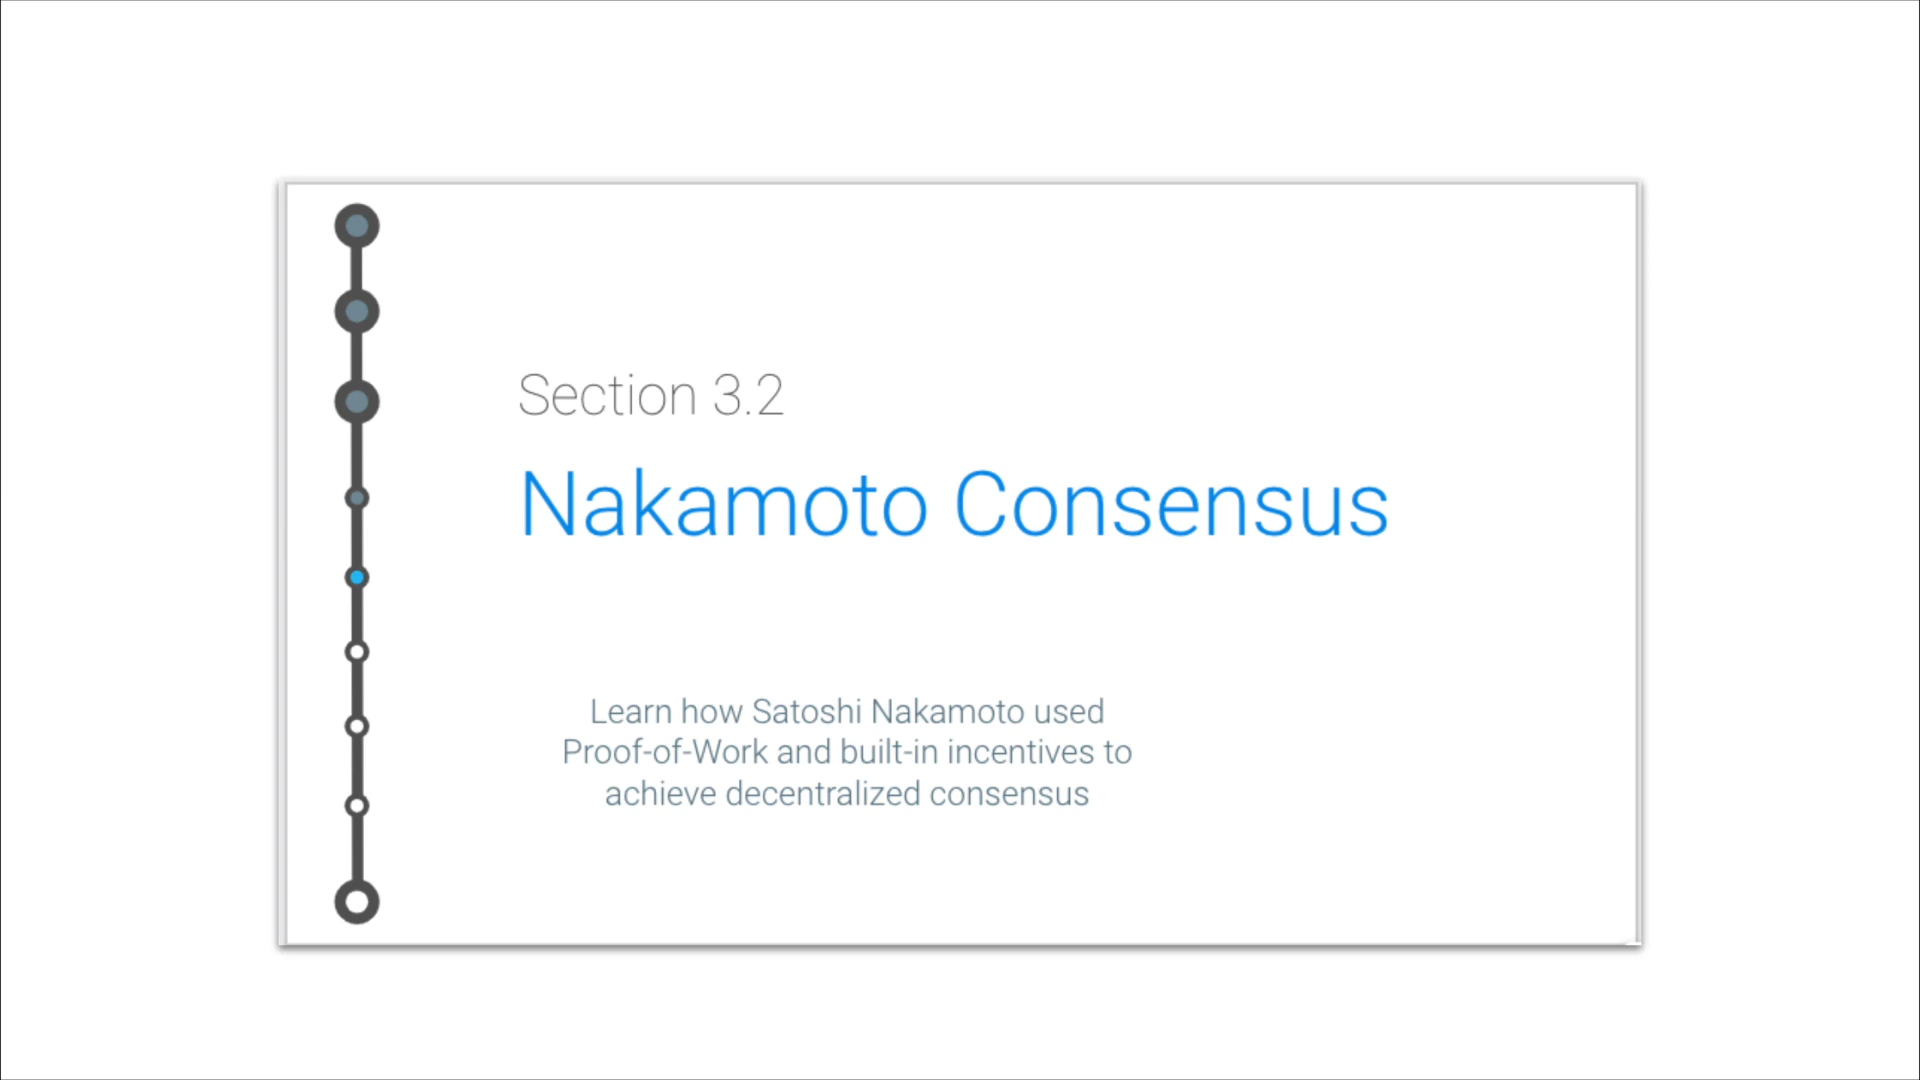 Section 3.2
Nakamoto Consensus
Learn how Satoshi Nakamoto used
Proof-of-Work and built-in incentives to
achieve decentralized consensus